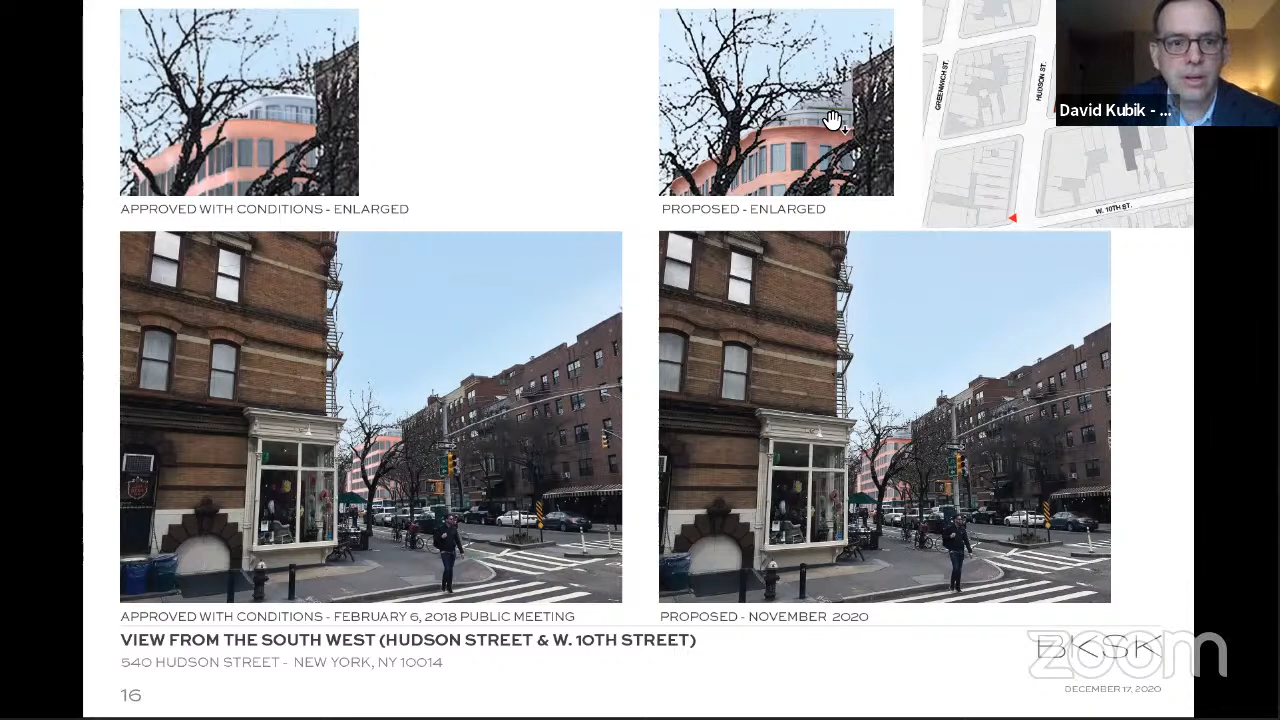 GREENWICH ST.
HUDSON ST.
W. 10TH ST.
David Kubik - ...
APPROVED WITH CONDITIONS - ENLARGED
PROPOSED - ENLARGED
APPROVED WITH CONDITIONS - FEBRUARY 6, 2018 PUBLIC MEETING
PROPOSED - NOVEMBER 2020
VIEW FROM THE SOUTH WEST (HUDSON STREET & W. 10TH STREET)
540 HUDSON STREET - NEW YORK, NY 10014
BKSK
zoom
16
DECEMBER 17, 2020